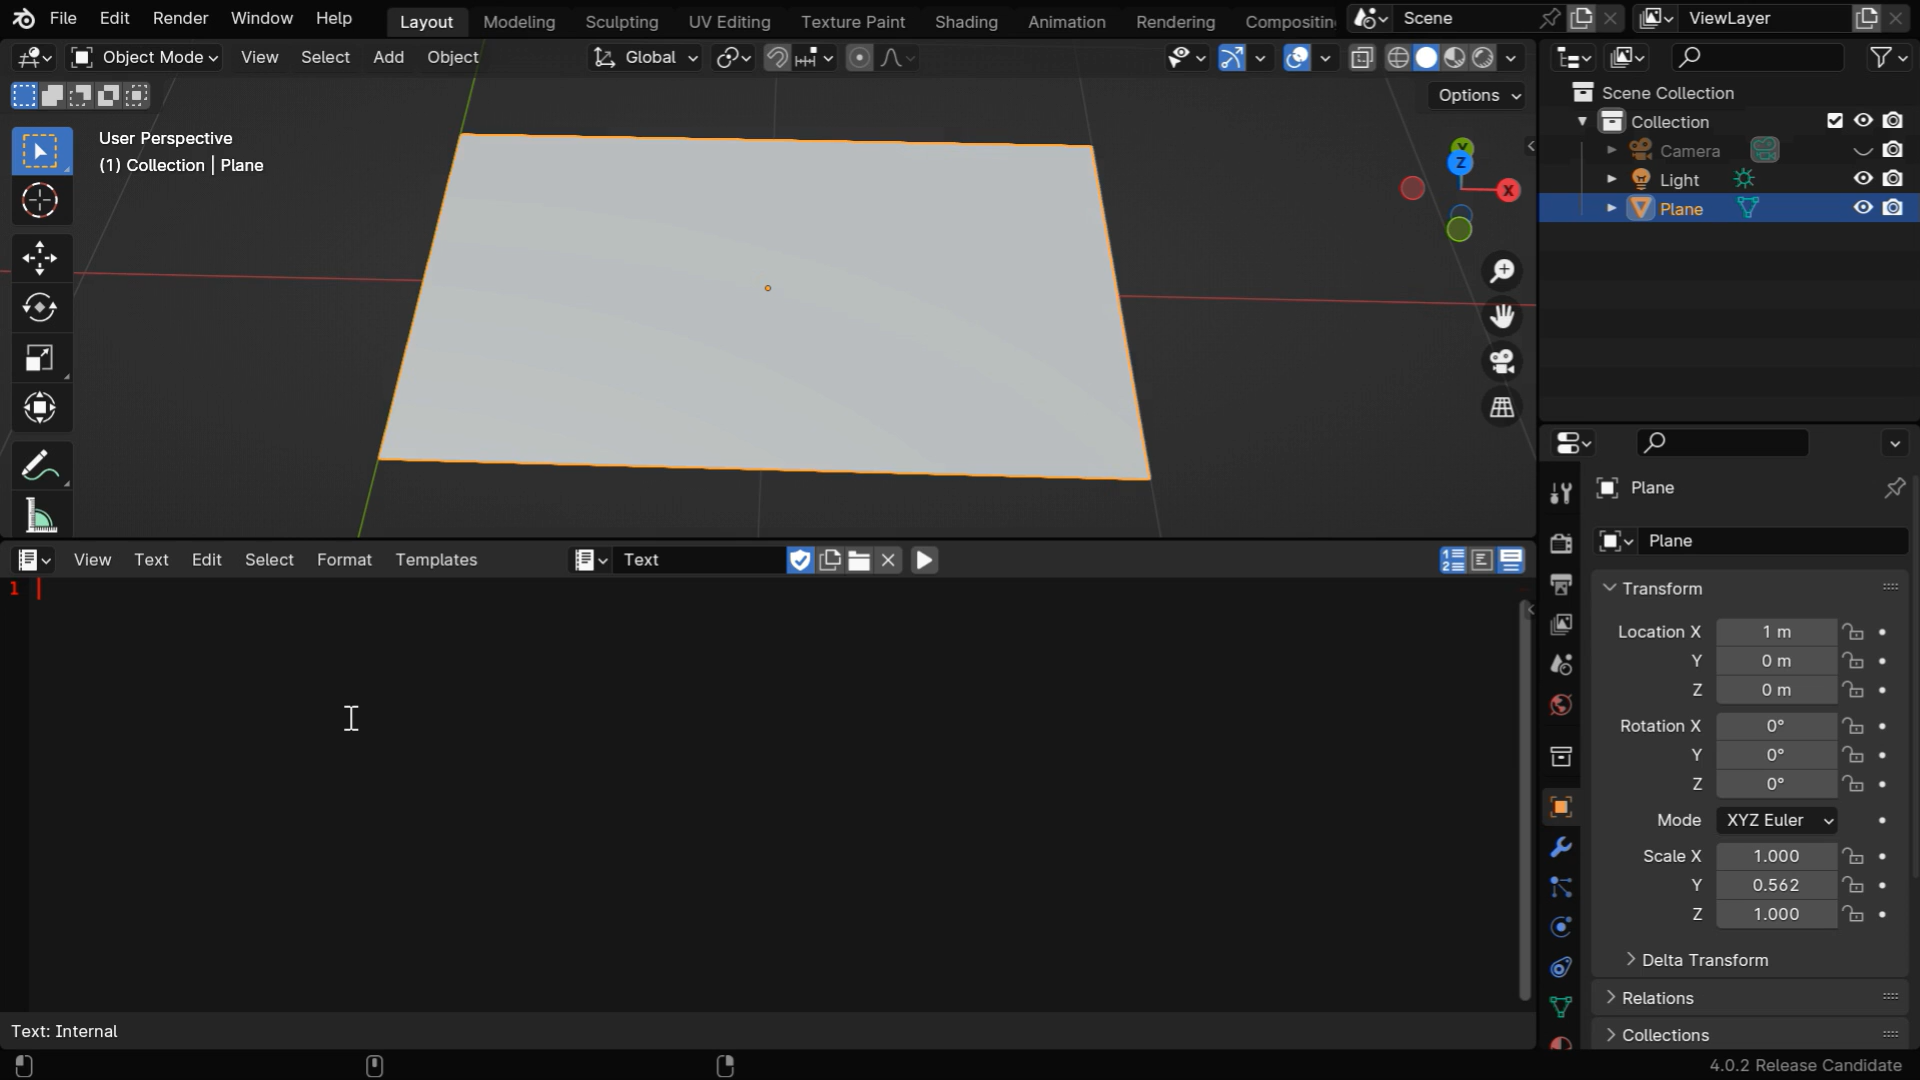 File Edit Render Window Help Layout Modeling Sculpting UV Editing Texture Paint Shading Animation Rendering Compositin Scene ViewLayer
Object Mode View Select Add Object Global
Options
User Perspective
(1) Collection | Plane
Y
Z
X
Scene Collection
Collection
Camera
Light
Plane
View Text Edit Select Format Templates Text
1
Text: Internal
Plane
Plane
Transform
Location X 1 m
Y 0 m
Z 0 m
Rotation X 0°
Y 0°
Z 0°
Mode XYZ Euler
Scale X 1.000
Y 0.562
Z 1.000
Delta Transform
Relations
Collections
4.0.2 Release Candidate